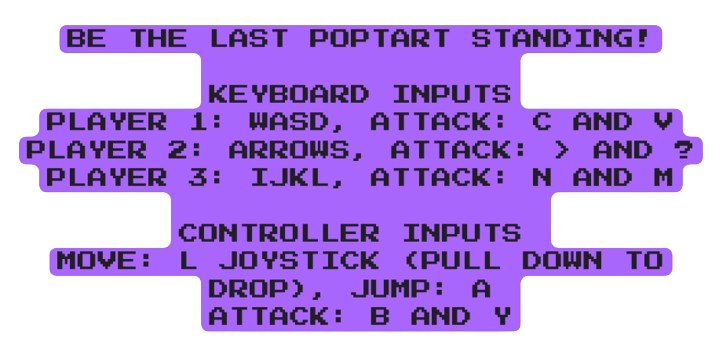 BE THE LAST POPTART STANDING!
KEYBOARD INPUTS
PLAYER 1: WASD, ATTACK: C AND V
PLAYER 2: ARROWS, ATTACK: > AND ?
PLAYER 3: IJKL, ATTACK: N AND M
CONTROLLER INPUTS
MOVE: L JOYSTICK (PULL DOWN TO
DROP), JUMP: A
ATTACK: B AND Y